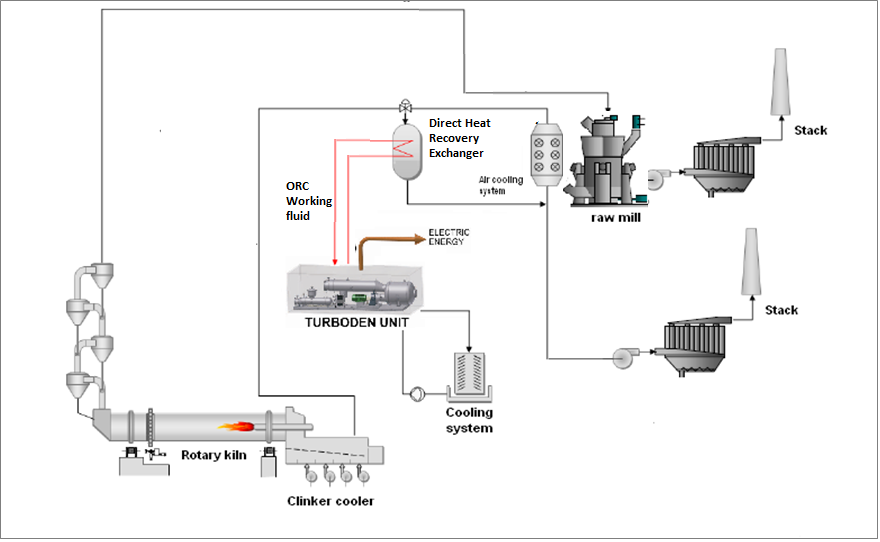 Direct Heat
Recovery
Exchanger
Stack
Air cooling
system
ORC
Working
fluid
raw mill
ELECTRIC
ENERGY
TURBODEN UNIT
Stack
Cooling
system
Rotary kiln
Clinker cooler